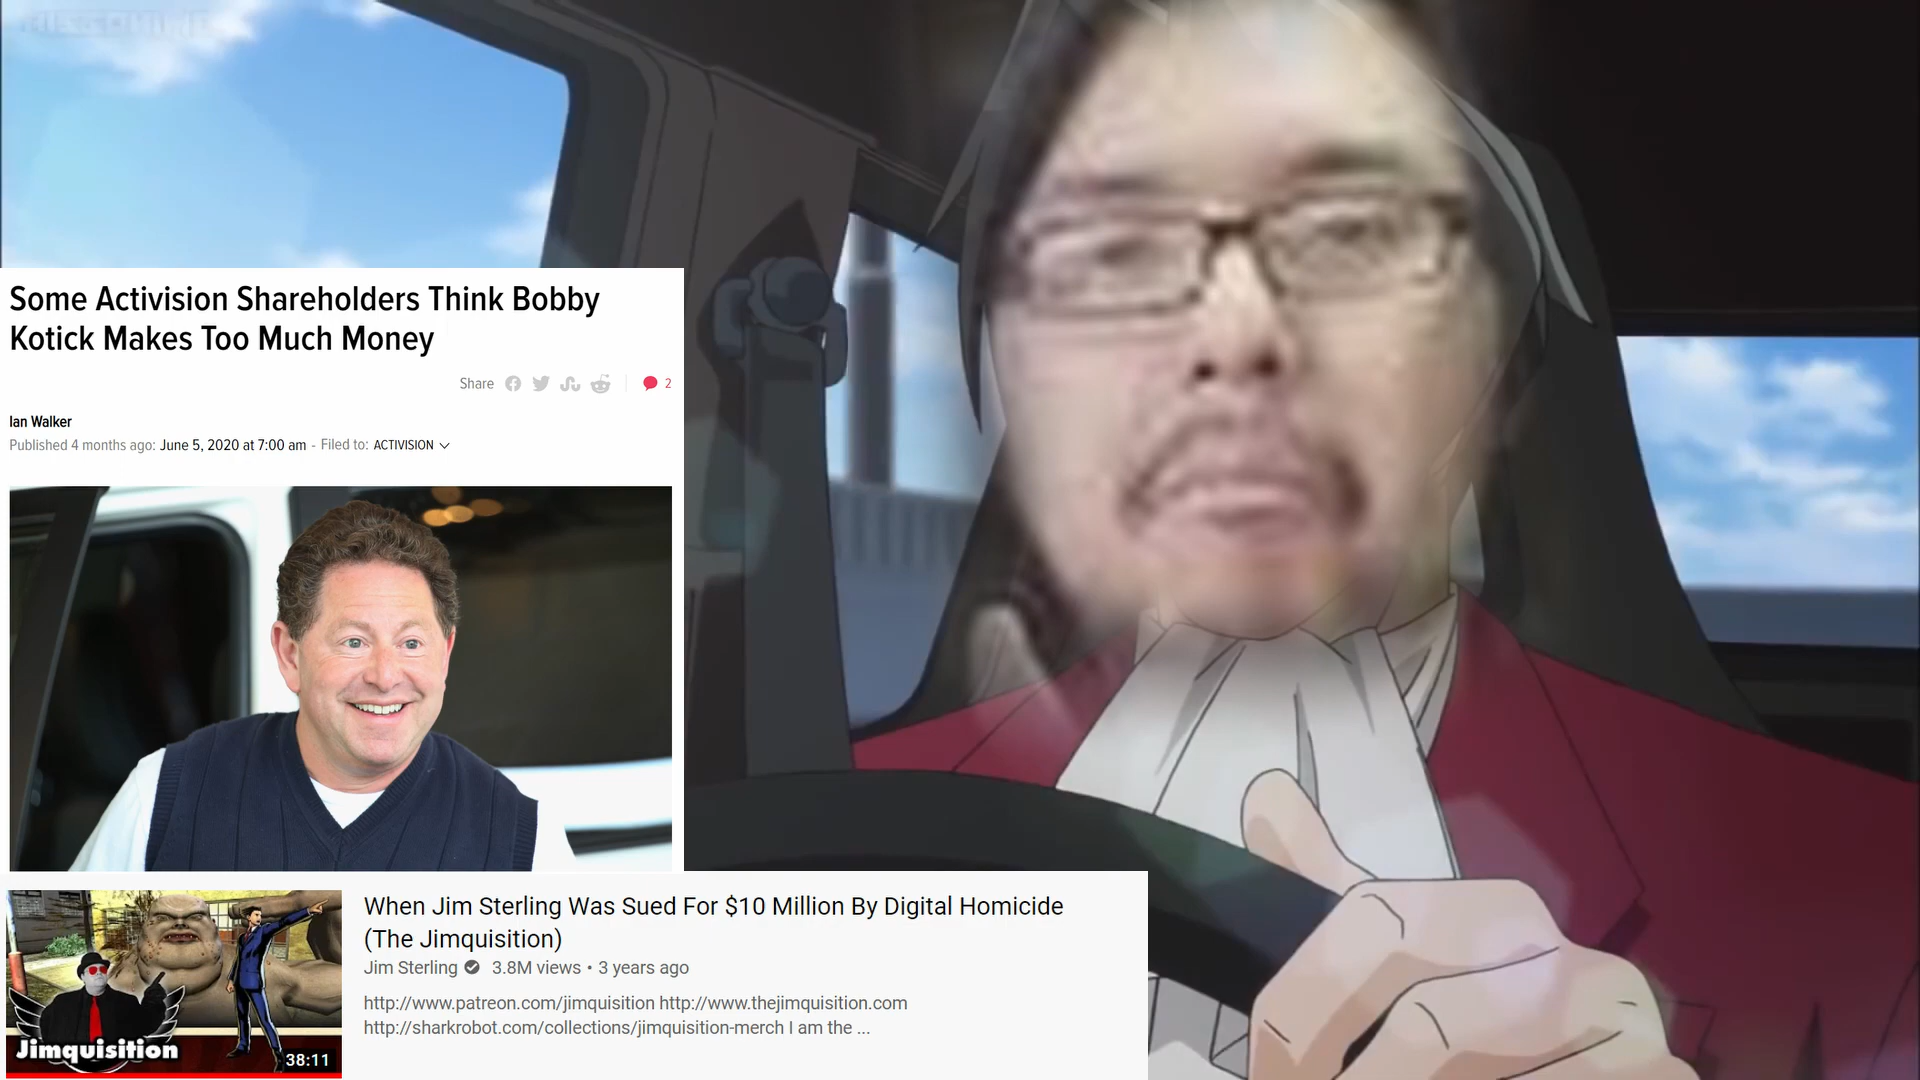 Some Activision Shareholders Think Bobby
Kotick Makes Too Much Money
Share
2
Ian Walker
Published 4 months ago: June 5, 2020 at 7:00 am - Filed to: ACTIVISION
When Jim Sterling Was Sued For $10 Million By Digital Homicide
(The Jimquisition)
Jim Sterling 3.8M views • 3 years ago
http://www.patreon.com/jimquisition http://www.thejimquisition.com
http://sharkrobot.com/collections/jimquisition-merch I am the ...
Jimquisition
38:11